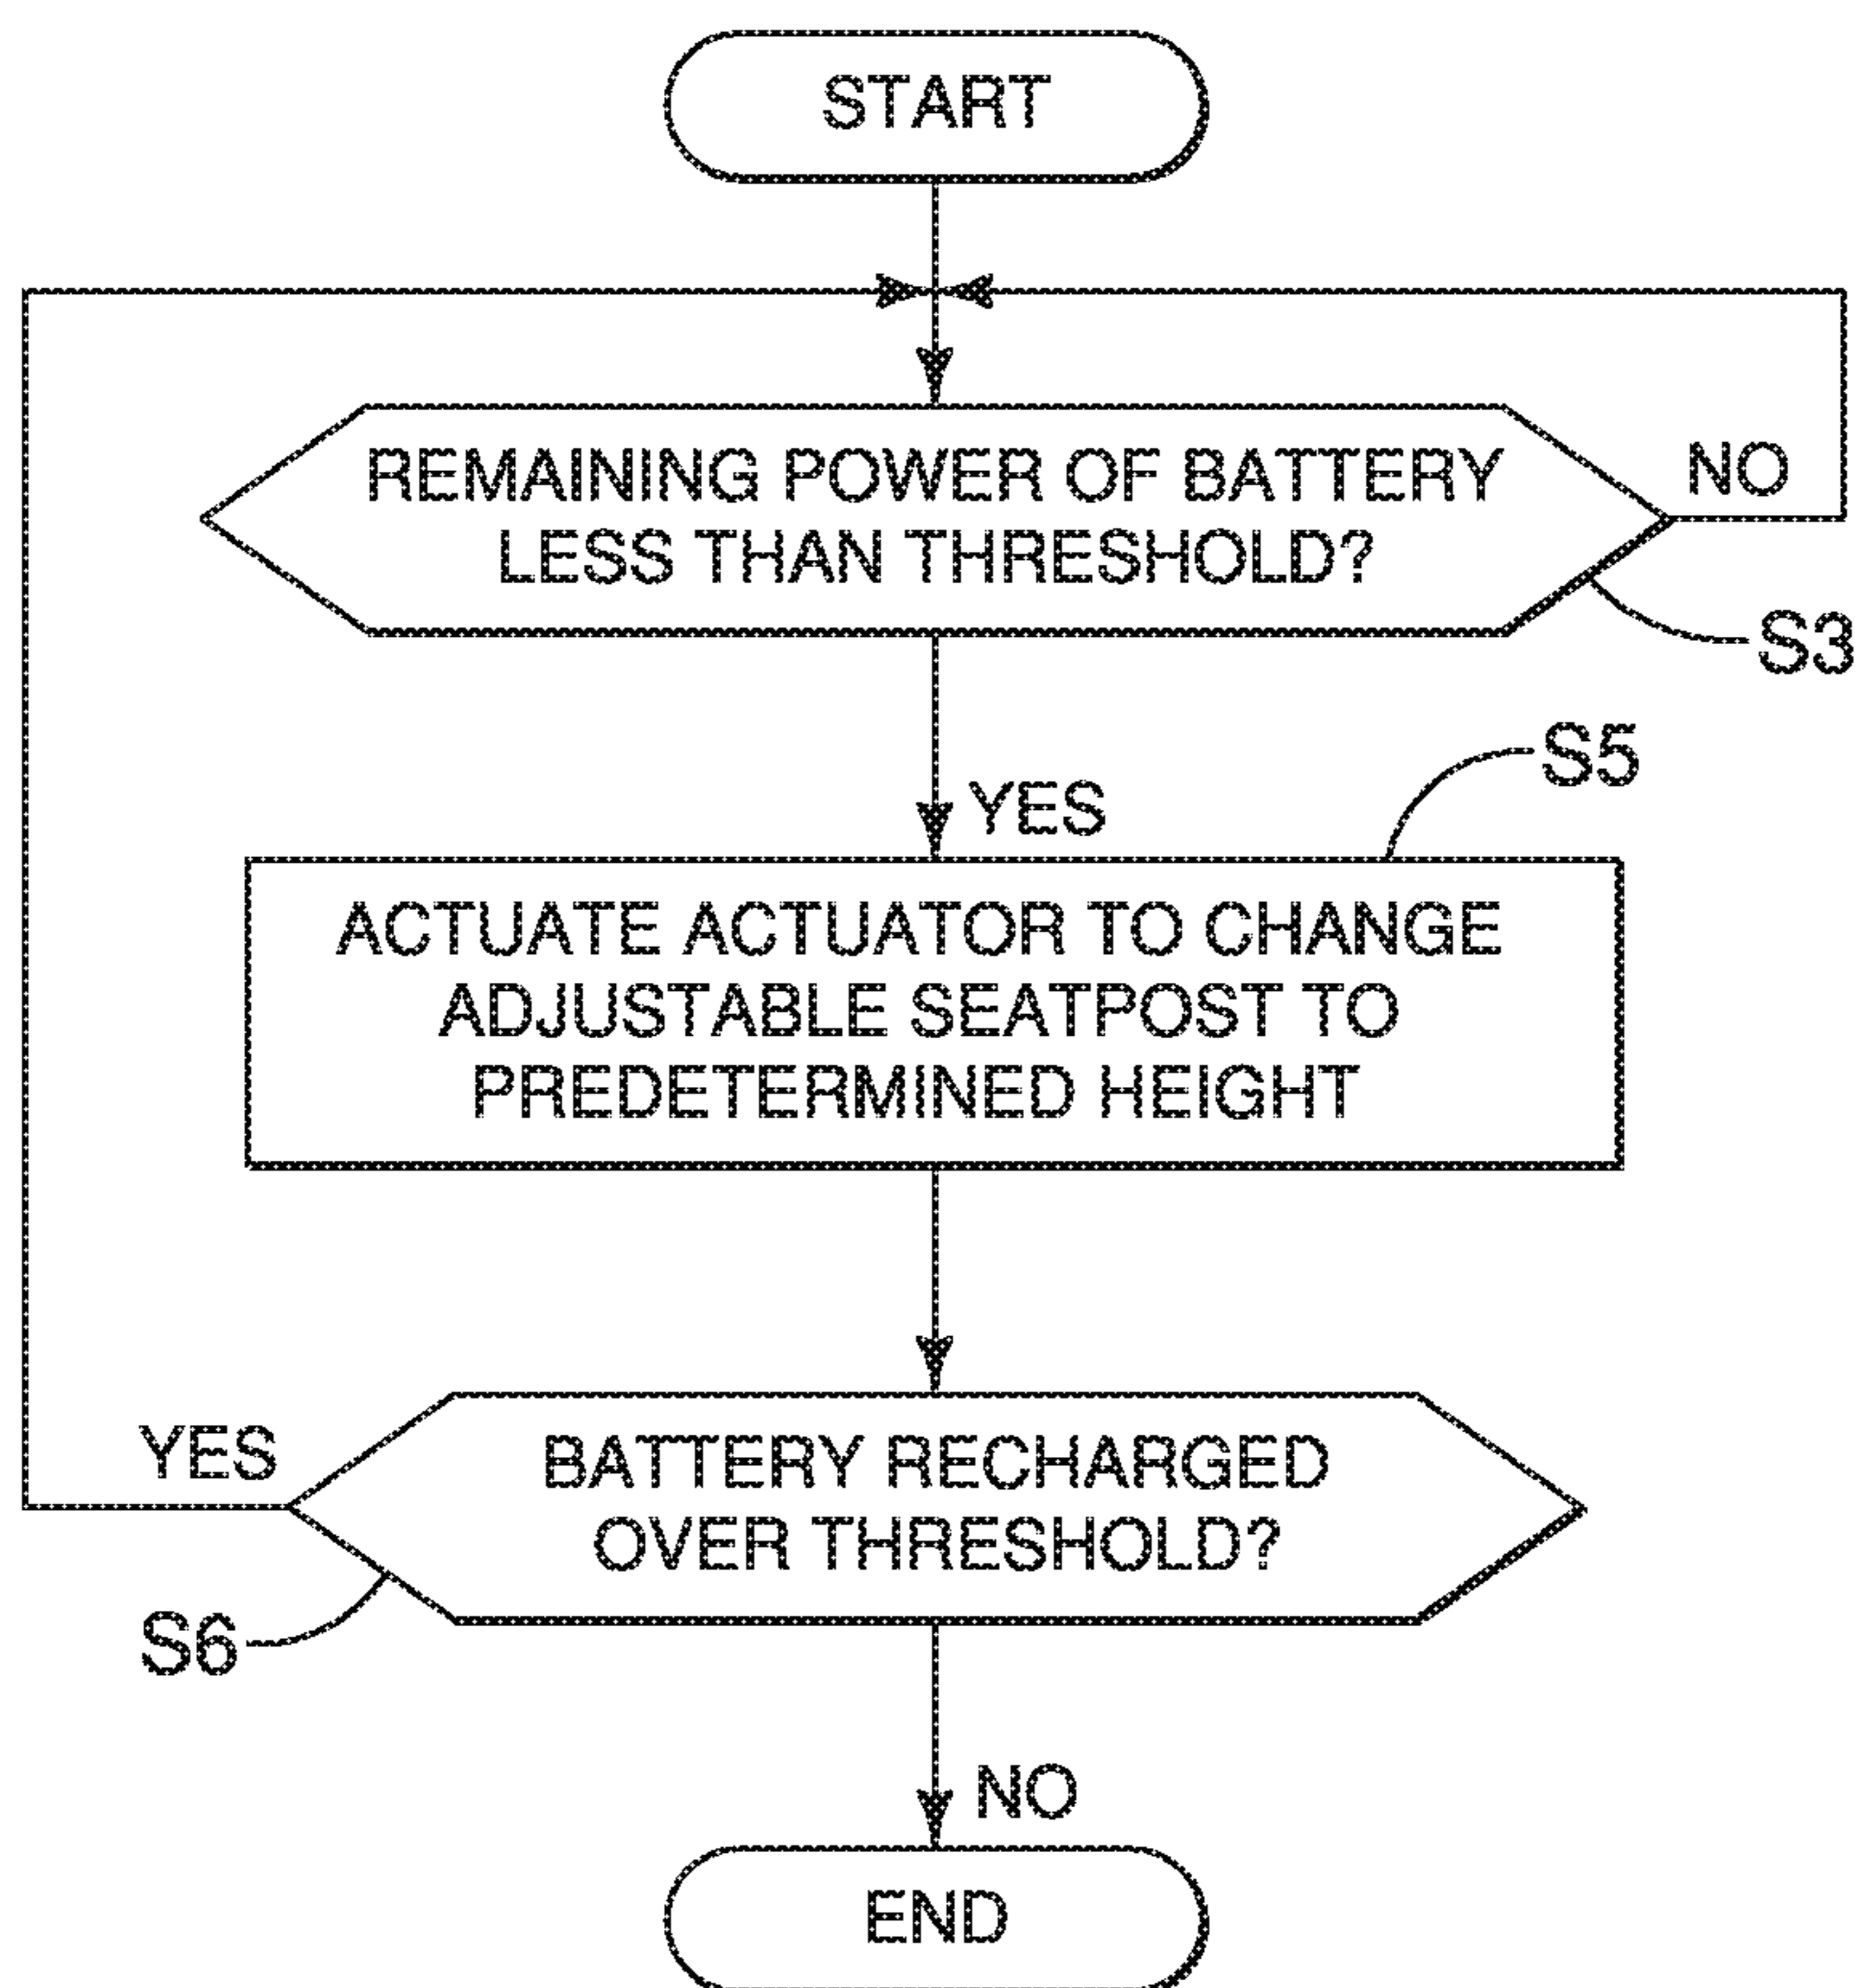 START
REMAINING POWER OF BATTERY
LESS THAN THRESHOLD?
NO
S3
S5
YES
ACTUATE ACTUATOR TO CHANGE
ADJUSTABLE SEATPOST TO
PREDETERMINED HEIGHT
YES
BATTERY RECHARGED
OVER THRESHOLD?
S6
NO
END